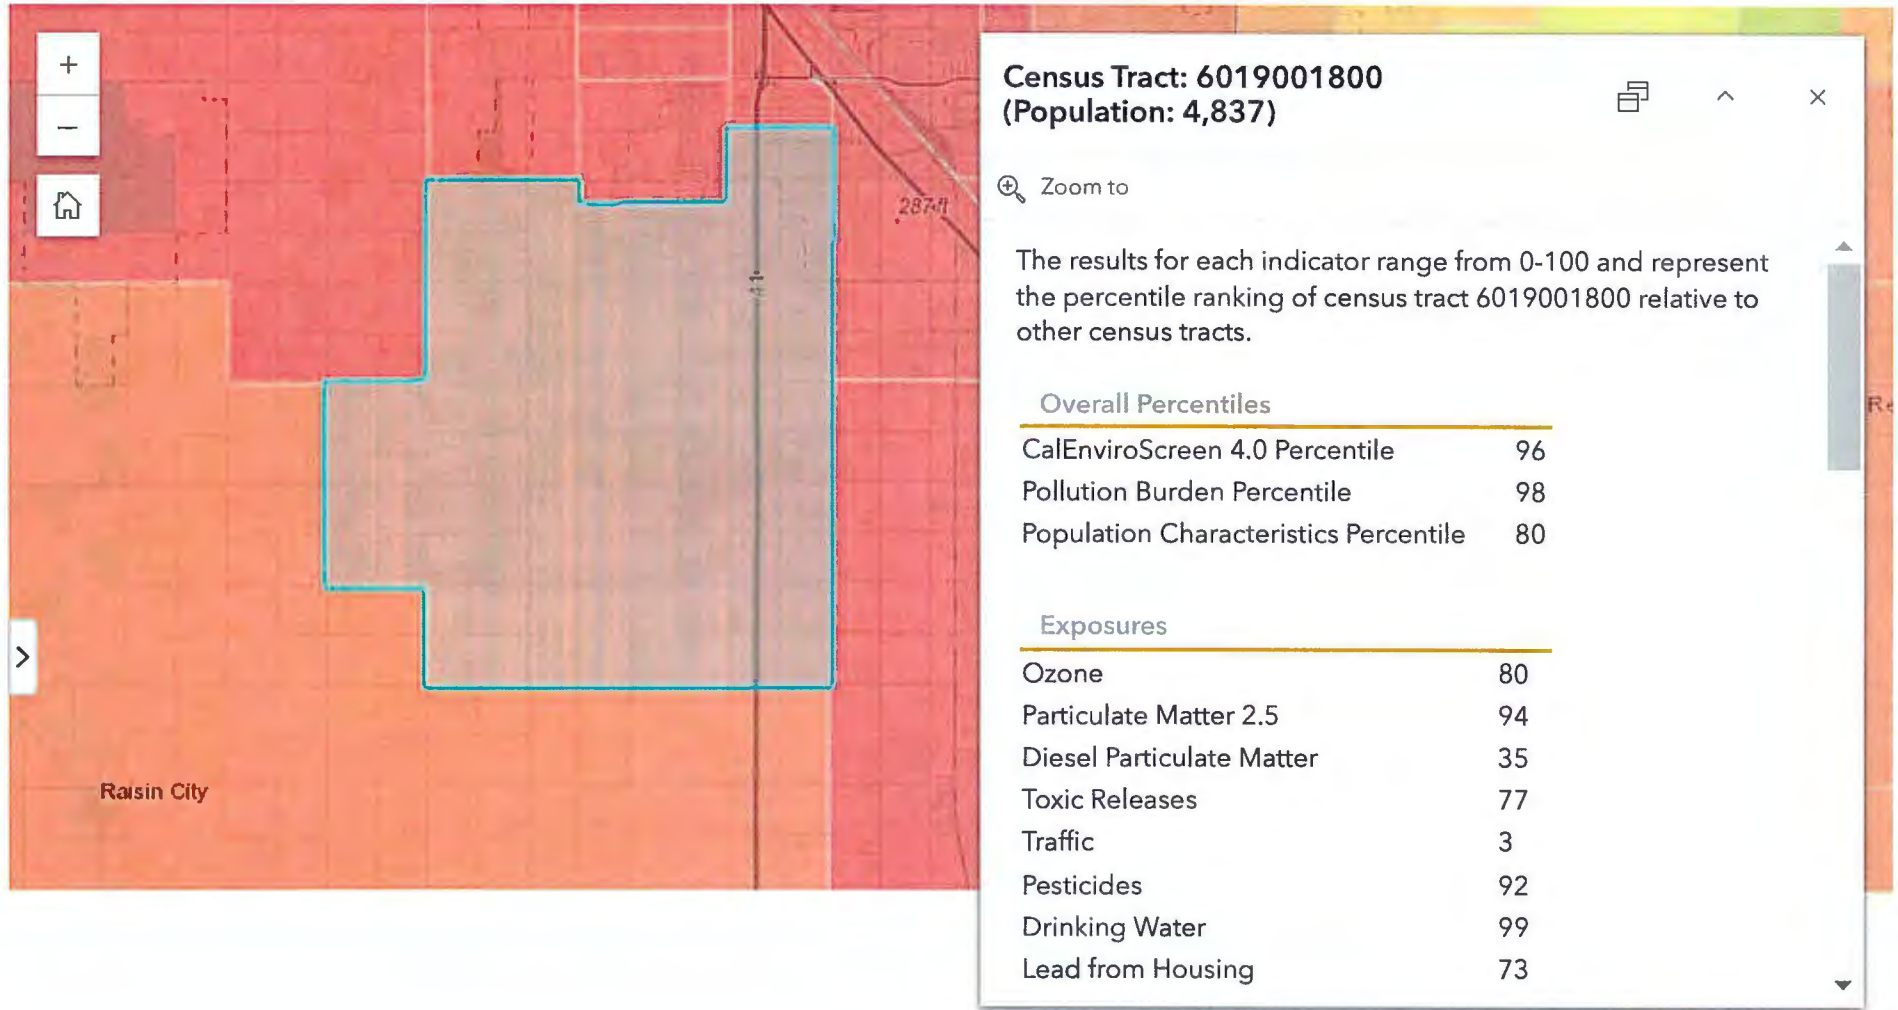 +
−
287 ft
41
Raisin City
Census Tract: 6019001800
(Population: 4,837)
Zoom to
The results for each indicator range from 0-100 and represent
the percentile ranking of census tract 6019001800 relative to
other census tracts.
Overall Percentiles
CalEnviroScreen 4.0 Percentile 96
Pollution Burden Percentile 98
Population Characteristics Percentile 80
Exposures
Ozone 80
Particulate Matter 2.5 94
Diesel Particulate Matter 35
Toxic Releases 77
Traffic 3
Pesticides 92
Drinking Water 99
Lead from Housing 73